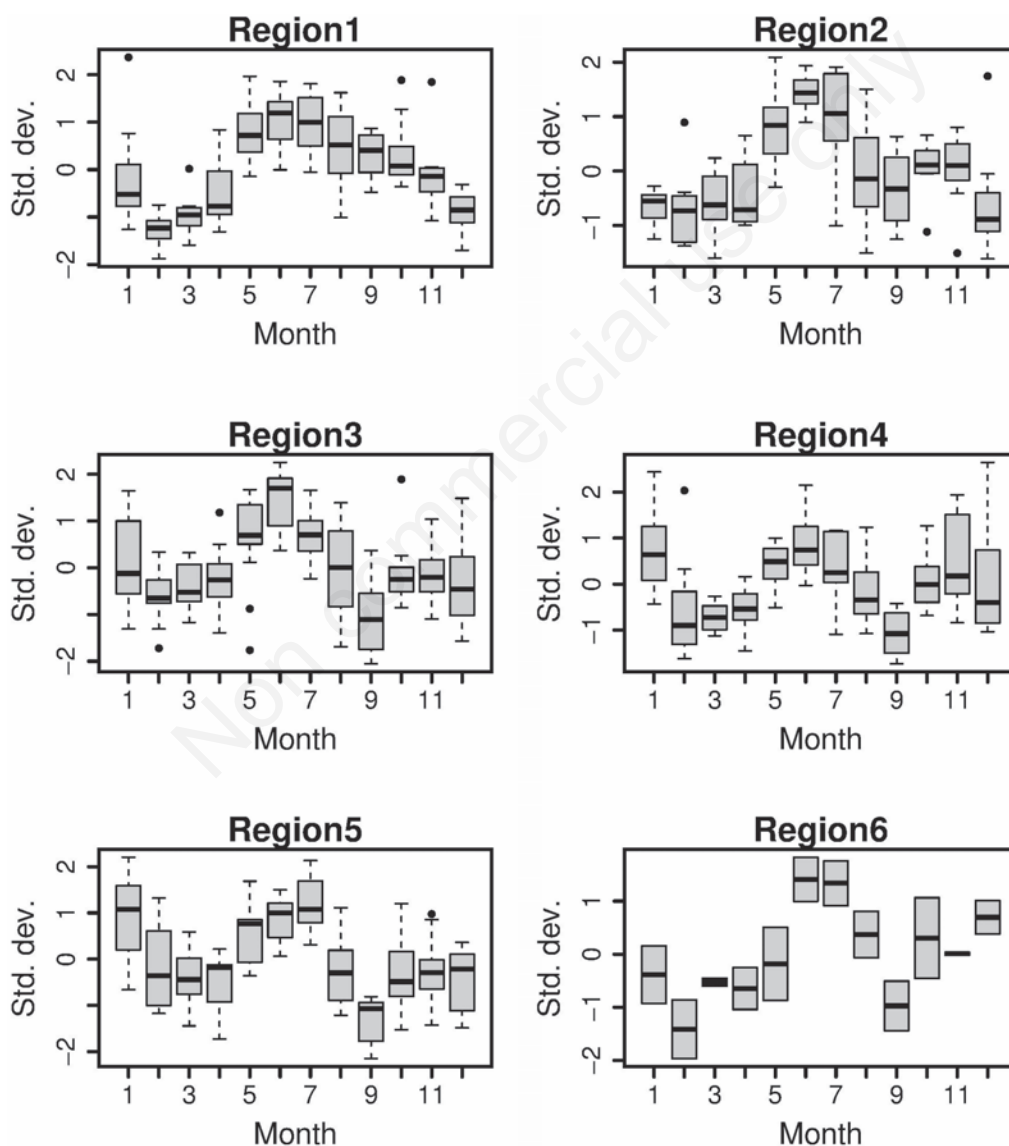 Region1
Std. dev.
2
1
0
−2
1 3 5 7 9 11
Month
Region2
Std. dev.
2
1
0
−1
1 3 5 7 9 11
Month
Region3
Std. dev.
2
1
0
−2
1 3 5 7 9 11
Month
Region4
Std. dev.
2
1
0
−1
1 3 5 7 9 11
Month
Region5
Std. dev.
2
1
0
−2
1 3 5 7 9 11
Month
Region6
Std. dev.
1
0
−1
−2
1 3 5 7 9 11
Month
Non commercial use only